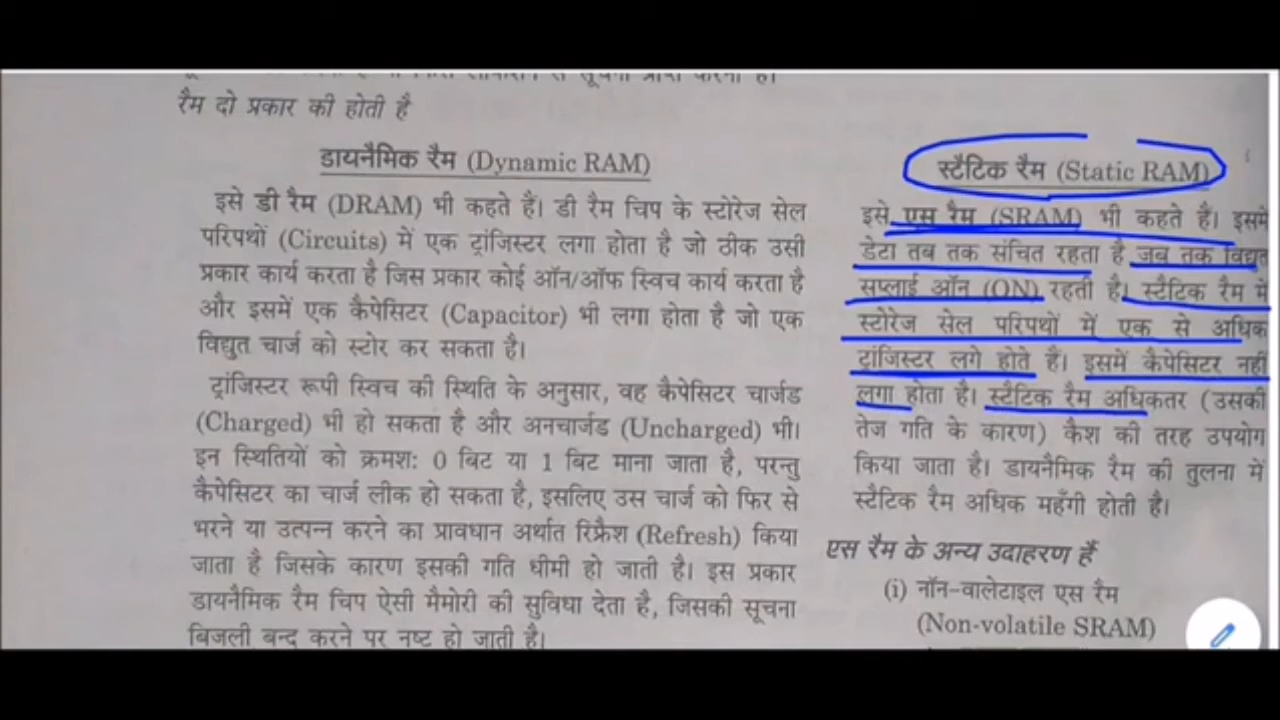 सूचना प्राप्त करना है।
रैम दो प्रकार की होती है
डायनैमिक रैम (Dynamic RAM)
इसे डी रैम (DRAM) भी कहते हैं। डी रैम चिप के स्टोरेज सेल
परिपथों (Circuits) में एक ट्रांजिस्टर लगा होता है जो ठीक उसी
प्रकार कार्य करता है जिस प्रकार कोई ऑन/ऑफ स्विच कार्य करता है
और इसमें एक कैपेसिटर (Capacitor) भी लगा होता है जो एक
विद्युत चार्ज को स्टोर कर सकता है।
ट्रांजिस्टर रूपी स्विच की स्थिति के अनुसार, वह कैपेसिटर चार्जड
(Charged) भी हो सकता है और अनचार्जड (Uncharged) भी।
इन स्थितियों को क्रमश: 0 बिट या 1 बिट माना जाता है, परन्तु
कैपेसिटर का चार्ज लीक हो सकता है, इसलिए उस चार्ज को फिर से
भरने या उत्पन्न करने का प्रावधान अर्थात रिफ्रैश (Refresh) किया
जाता है जिसके कारण इसकी गति धीमी हो जाती है। इस प्रकार
डायनैमिक रैम चिप ऐसी मैमोरी की सुविधा देता है, जिसकी सूचना
बिजली बन्द करने पर नष्ट हो जाती है।
स्टैटिक रैम (Static RAM)
इसे एस रैम (SRAM) भी कहते हैं। इसमें
डेटा तब तक संचित रहता है जब तक विद्युत
सप्लाई ऑन (ON) रहती है। स्टैटिक रैम में
स्टोरेज सेल परिपथों में एक से अधिक
ट्रांजिस्टर लगे होते हैं। इसमें कैपेसिटर नहीं
लगा होता है। स्टैटिक रैम अधिकतर (उसकी
तेज गति के कारण) कैश की तरह उपयोग
किया जाता है। डायनैमिक रैम की तुलना में
स्टैटिक रैम अधिक महँगी होती है।
एस रैम के अन्य उदाहरण हैं
(i) नॉन-वालेटाइल एस रैम
(Non-volatile SRAM)